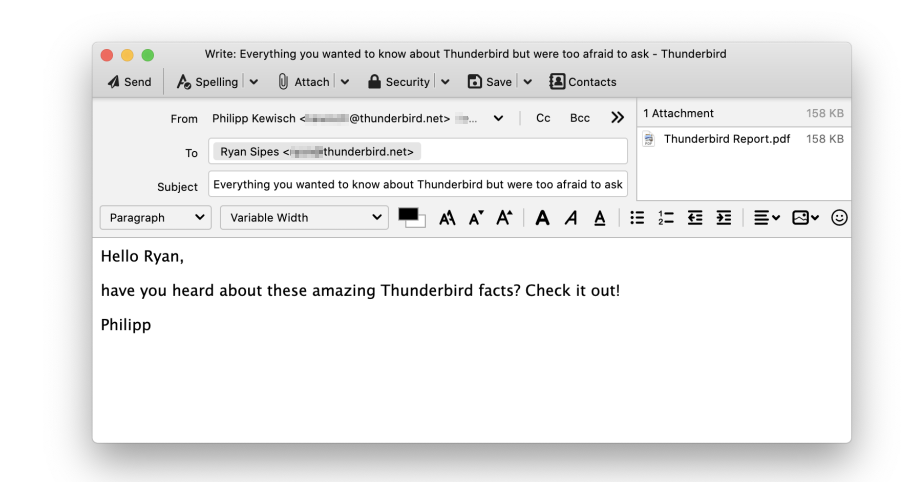 Write: Everything you wanted to know about Thunderbird but were too afraid to ask - Thunderbird
Send Spelling Attach Security Save Contacts
From Philipp Kewisch < @thunderbird.net> ... Cc Bcc
1 Attachment 158 KB
Thunderbird Report.pdf 158 KB
To Ryan Sipes < thunderbird.net>
Subject Everything you wanted to know about Thunderbird but were too afraid to ask
Paragraph Variable Width
Hello Ryan,
have you heard about these amazing Thunderbird facts? Check it out!
Philipp